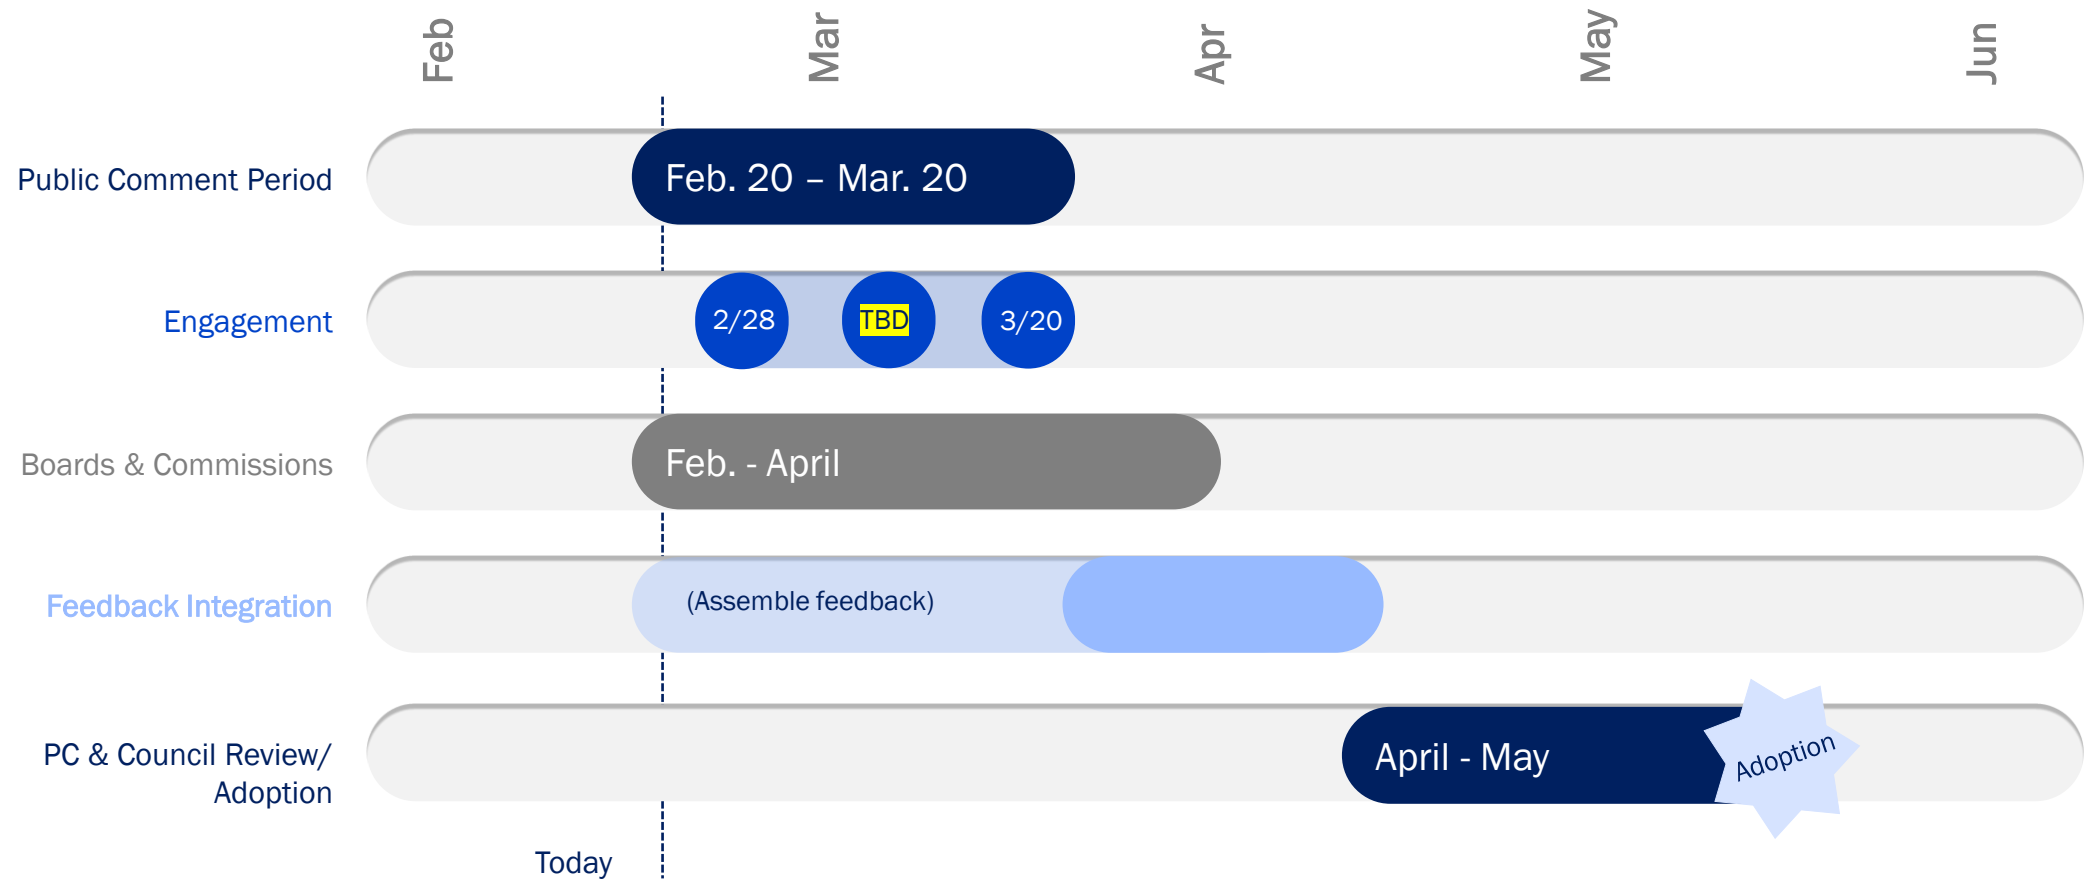 Feb
Mar
Apr
May
Jun
Public Comment Period
Feb. 20 – Mar. 20
Engagement
2/28
TBD
3/20
Boards & Commissions
Feb. - April
Feedback Integration
(Assemble feedback)
PC & Council Review/
Adoption
April - May
Adoption
Today